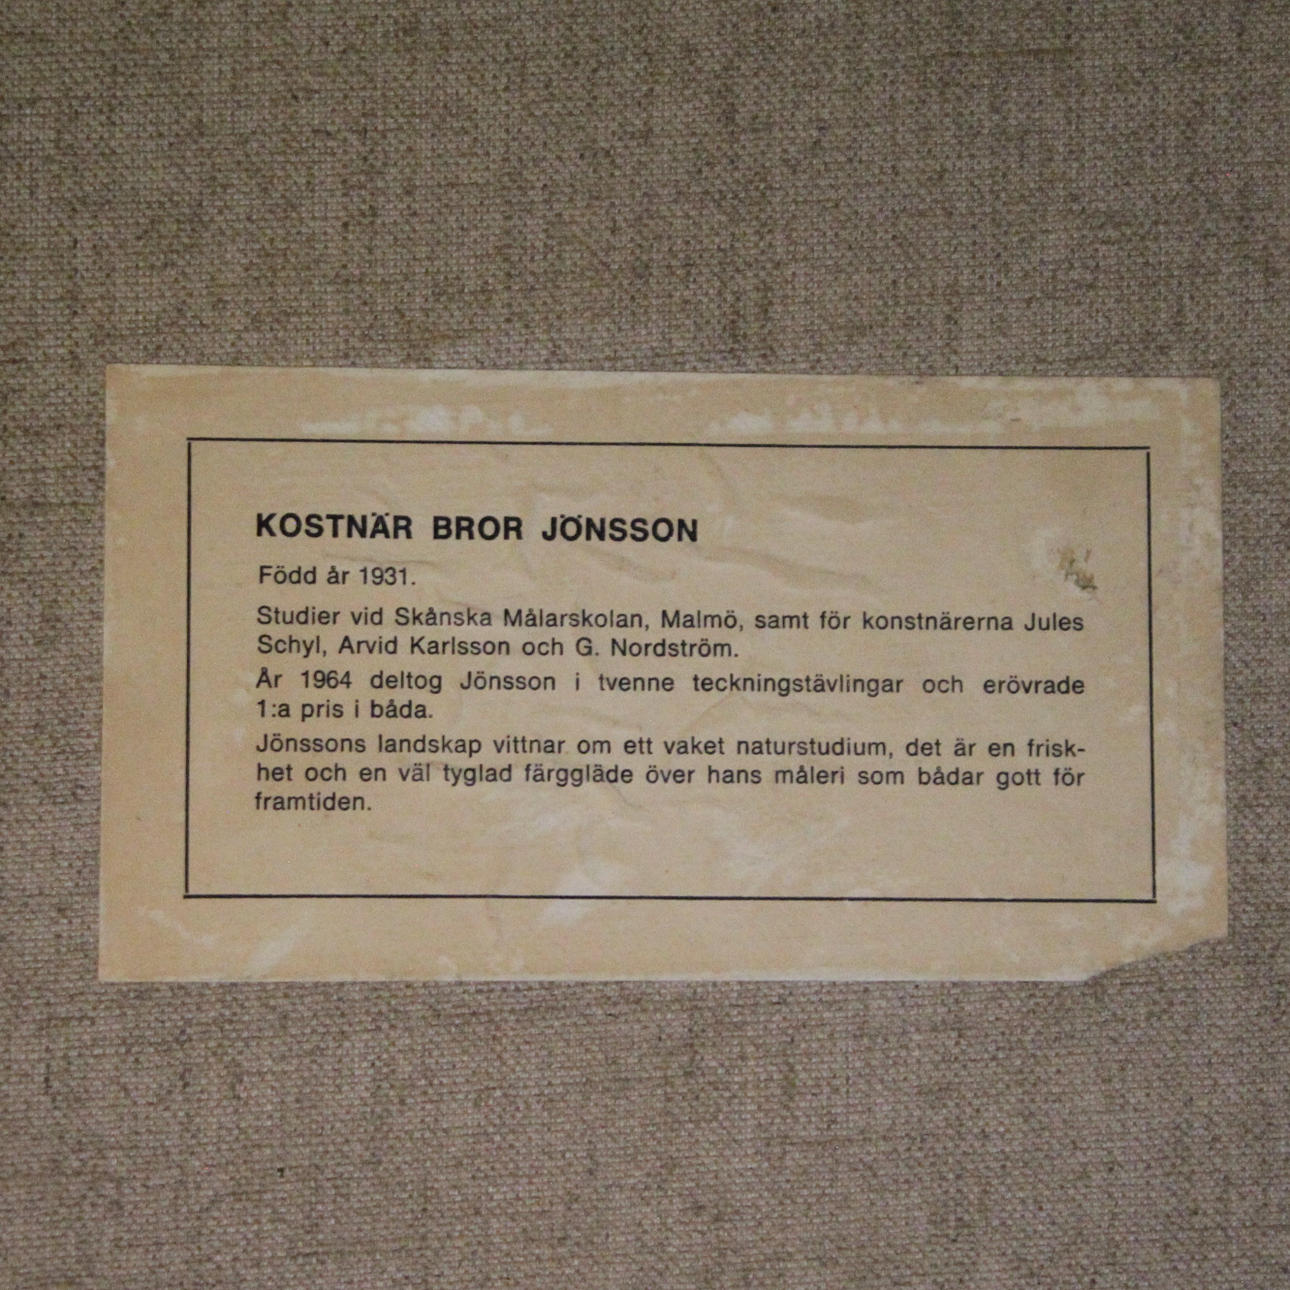 KOSTNÄR BROR JÖNSSON
Född år 1931.
Studier vid Skånska Målarskolan, Malmö, samt för konstnärerna Jules
Schyl, Arvid Karlsson och G. Nordström.
År 1964 deltog Jönsson i tvenne teckningstävlingar och erövrade
1:a pris i båda.
Jönssons landskap vittnar om ett vaket naturstudium, det är en frisk-
het och en väl tyglad färgglädje över hans måleri som bådar gott för
framtiden.